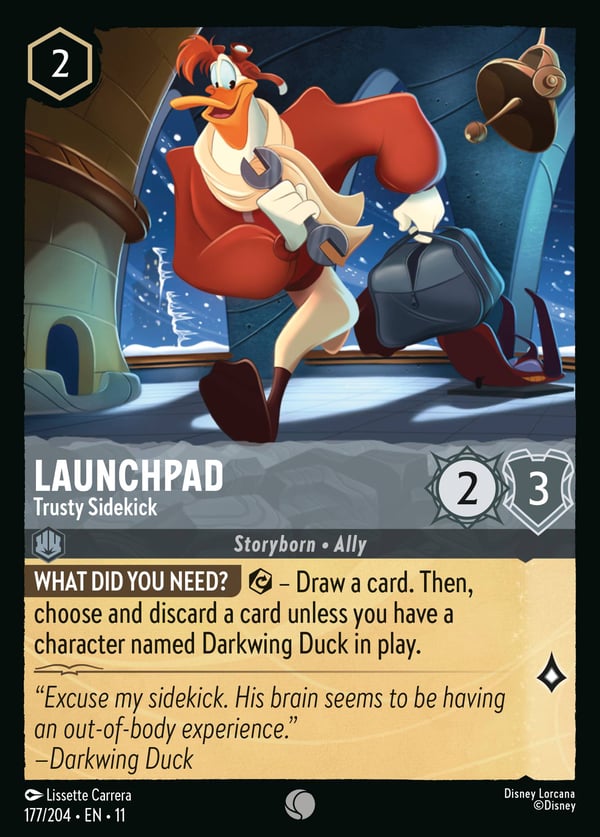 2
LAUNCHPAD
Trusty Sidekick
2
3
Storyborn • Ally
WHAT DID YOU NEED? – Draw a card. Then,
choose and discard a card unless you have a
character named Darkwing Duck in play.
“Excuse my sidekick. His brain seems to be having
an out-of-body experience.”
–Darkwing Duck
Lissette Carrera
177/204 • EN • 11
Disney Lorcana
©Disney